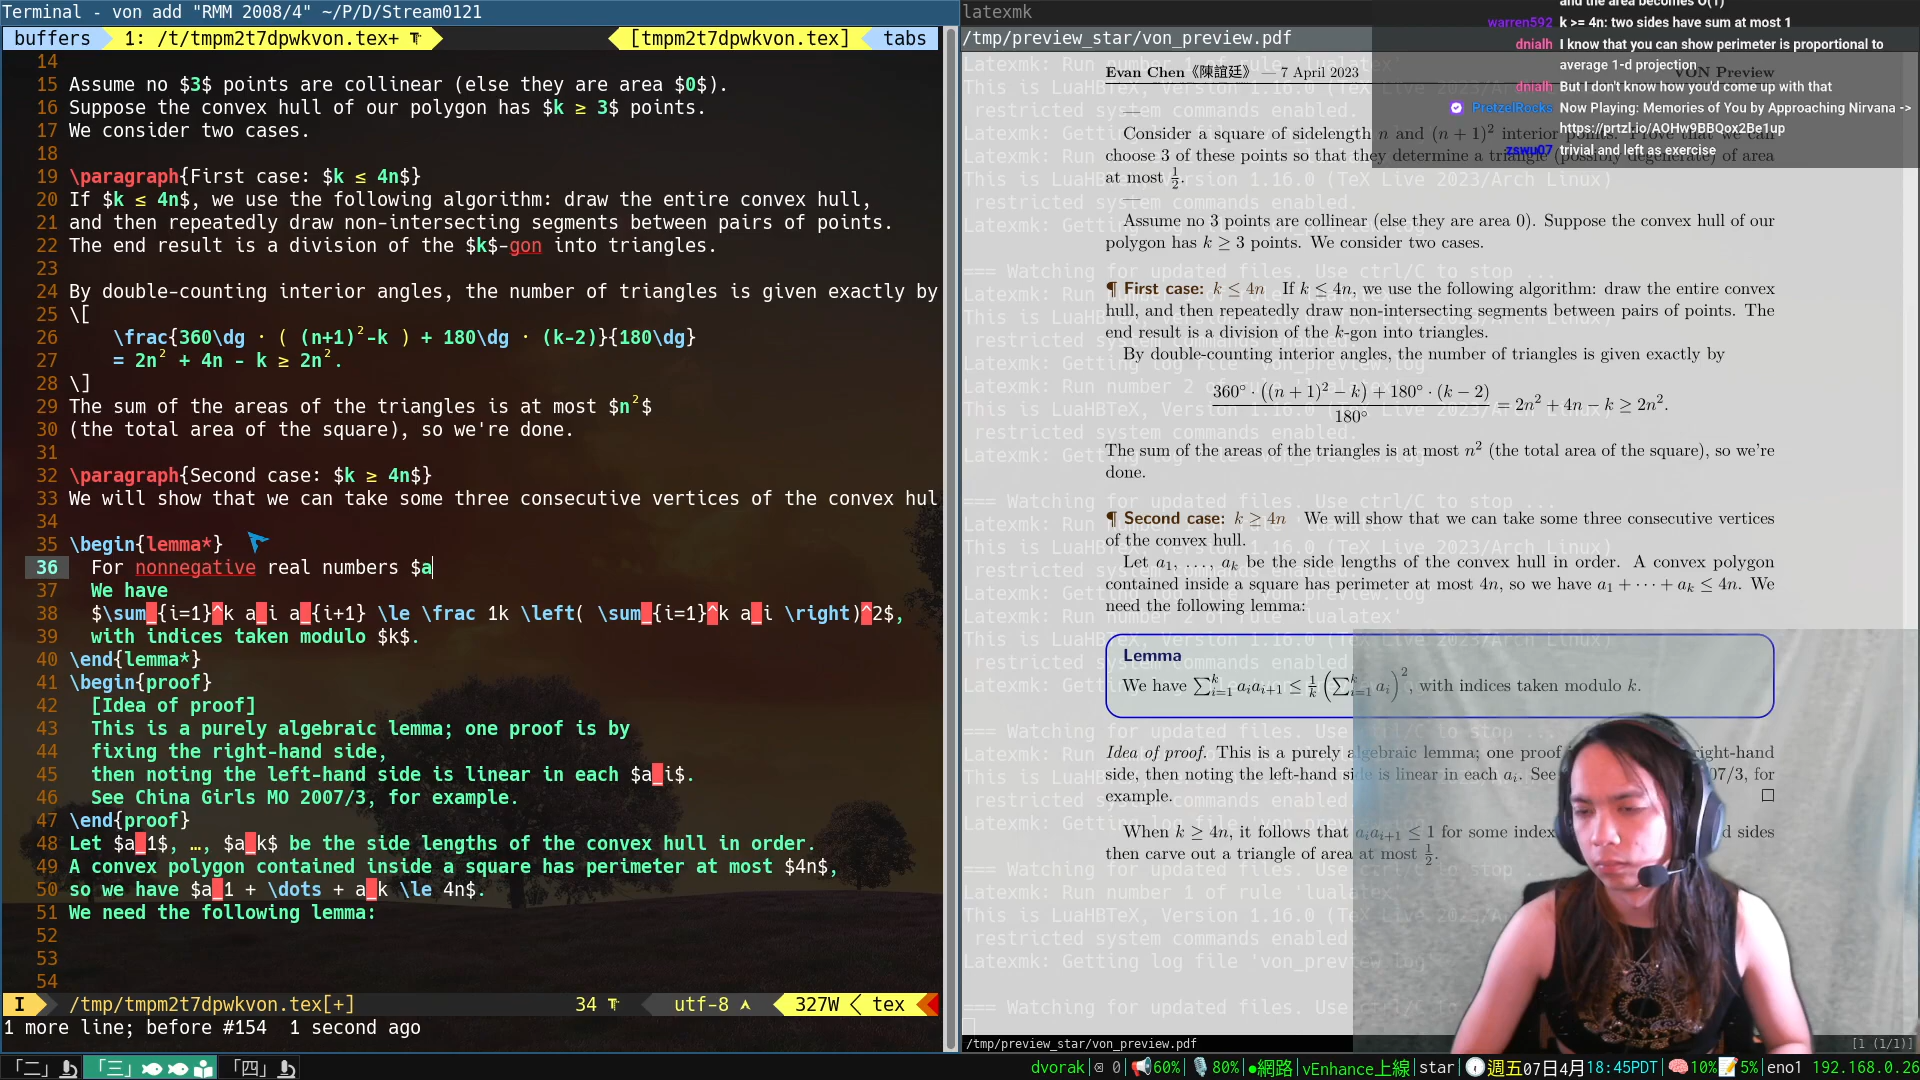 Terminal - von add "RMM 2008/4" ~/P/D/Stream0121
buffers 1: /t/tmpm2t7dpwkvon.tex+ [tmpm2t7dpwkvon.tex] tabs
14
15 Assume no $3$ points are collinear (else they are area $0$).
16 Suppose the convex hull of our polygon has $k ≥ 3$ points.
17 We consider two cases.
18
19 \paragraph{First case: $k ≤ 4n$}
20 If $k ≤ 4n$, we use the following algorithm: draw the entire convex hull,
21 and then repeatedly draw non-intersecting segments between pairs of points.
22 The end result is a division of the $k$-gon into triangles.
23
24 By double-counting interior angles, the number of triangles is given exactly by
25 \[
26 \frac{360\dg · ( (n+1)²-k ) + 180\dg · (k-2)}{180\dg}
27 = 2n² + 4n - k ≥ 2n².
28 \]
29 The sum of the areas of the triangles is at most $n²$
30 (the total area of the square), so we're done.
31
32 \paragraph{Second case: $k ≥ 4n$}
33 We will show that we can take some three consecutive vertices of the convex hul
34
35 \begin{lemma*}
36 For nonnegative real numbers $a
37 We have
38 $\sum_{i=1}^k a_i a_{i+1} \le \frac 1k \left( \sum_{i=1}^k a_i \right)^2$,
39 with indices taken modulo $k$.
40 \end{lemma*}
41 \begin{proof}
42 [Idea of proof]
43 This is a purely algebraic lemma; one proof is by
44 fixing the right-hand side,
45 then noting the left-hand side is linear in each $a_i$.
46 See China Girls MO 2007/3, for example.
47 \end{proof}
48 Let $a_1$, …, $a_k$ be the side lengths of the convex hull in order.
49 A convex polygon contained inside a square has perimeter at most $4n$,
50 so we have $a_1 + \dots + a_k \le 4n$.
51 We need the following lemma:
52
53
54
I /tmp/tmpm2t7dpwkvon.tex[+] 34 utf-8 327W < tex
1 more line; before #154 1 second ago
latexmk
/tmp/preview_star/von_preview.pdf
Evan Chen《陳誼廷》 — 7 April 2023 VON Preview
—
Consider a square of sidelength n and (n + 1)² interior points. Prove that we can
choose 3 of these points so that they determine a triangle (possibly degenerate) of area
at most 1/2.
—
Assume no 3 points are collinear (else they are area 0). Suppose the convex hull of our
polygon has k ≥ 3 points. We consider two cases.
¶ First case: k ≤ 4n If k ≤ 4n, we use the following algorithm: draw the entire convex
hull, and then repeatedly draw non-intersecting segments between pairs of points. The
end result is a division of the k-gon into triangles.
By double-counting interior angles, the number of triangles is given exactly by
360° · ((n + 1)² − k) + 180° · (k − 2)
180°
= 2n² + 4n − k ≥ 2n².
The sum of the areas of the triangles is at most n² (the total area of the square), so we're
done.
¶ Second case: k ≥ 4n We will show that we can take some three consecutive vertices
of the convex hull.
Let a₁, …, aₖ be the side lengths of the convex hull in order. A convex polygon
contained inside a square has perimeter at most 4n, so we have a₁ + ⋯ + aₖ ≤ 4n. We
need the following lemma:
Lemma
We have ∑ᵏᵢ₌₁ aᵢaᵢ₊₁ ≤ 1/k (∑ᵏᵢ₌₁ aᵢ)², with indices taken modulo k.
Idea of proof. This is a purely algebraic lemma; one proof right-hand
side, then noting the left-hand side is linear in each aᵢ. See 07/3, for
example. □
When k ≥ 4n, it follows that aᵢaᵢ₊₁ ≤ 1 for some index sides
then carve out a triangle of area at most 1/2.
and the area becomes O(1)
warren592 k >= 4n: two sides have sum at most 1
dnialh I know that you can show perimeter is proportional to
average 1-d projection
dnialh But I don't know how you'd come up with that
PretzelRocks Now Playing: Memories of You by Approaching Nirvana ->
https://prtzl.io/AOHw9BBQox2Be1up
zswu07 trivial and left as exercise
/tmp/preview_star/von_preview.pdf [1 (1/1)]
「二」 「三」 「四」
dvorak 0 60% 80% 網路 vEnhance上線 star 週五07日4月 18:45PDT 10% 5% eno1 192.168.0.26